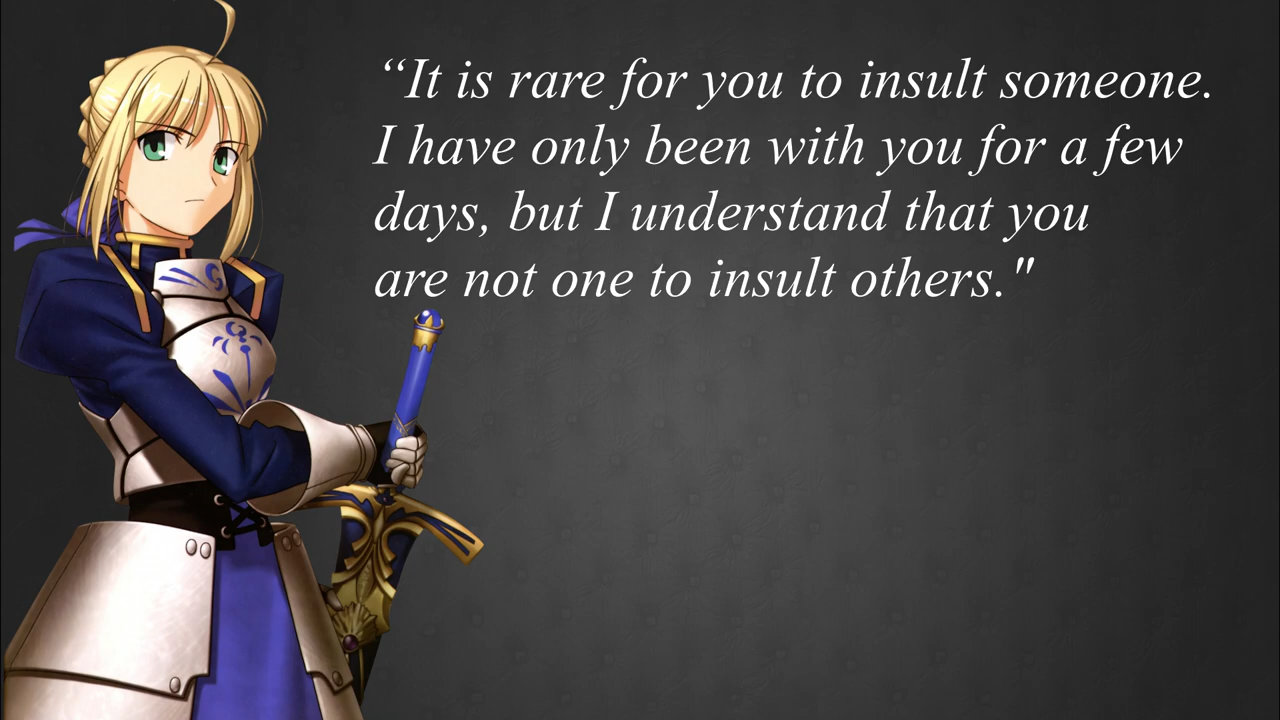 “It is rare for you to insult someone.
I have only been with you for a few
days, but I understand that you
are not one to insult others."